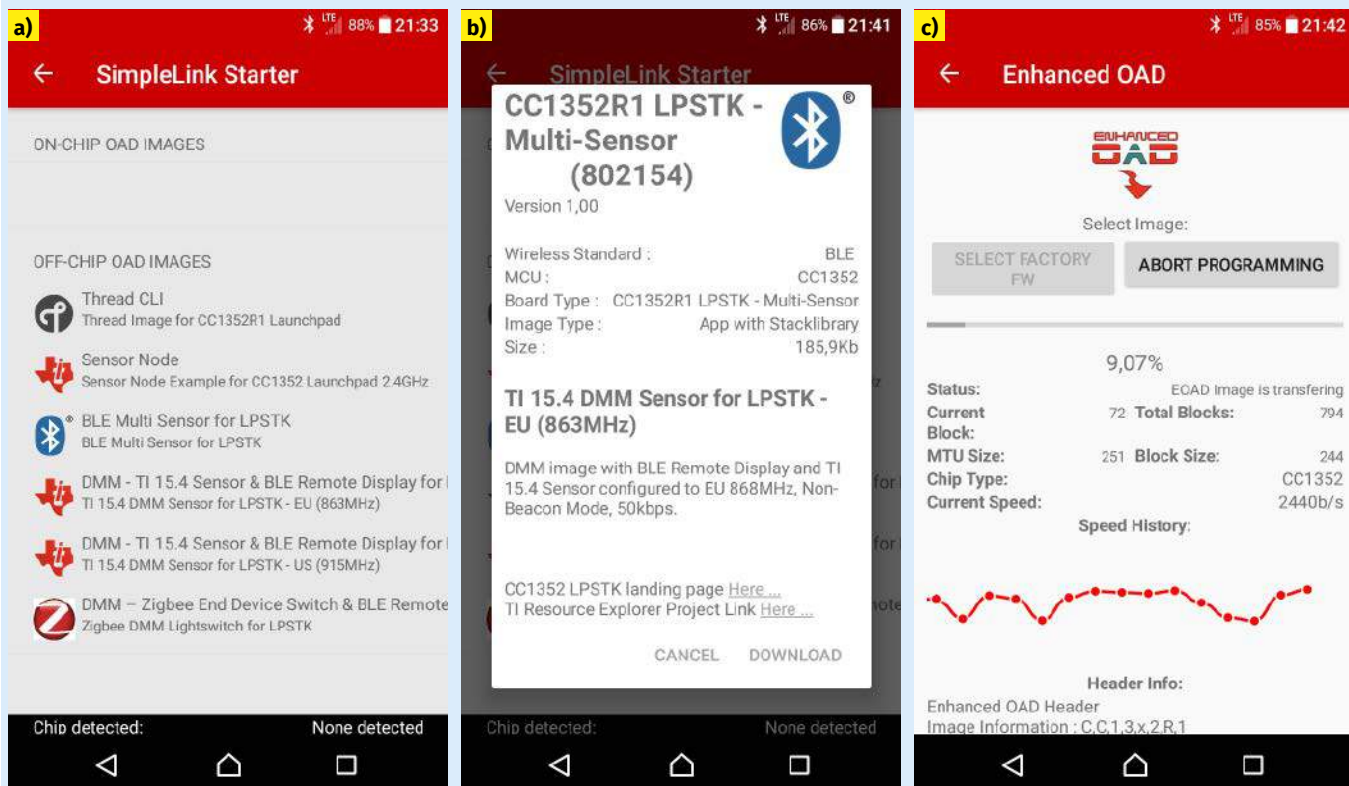 a)
LTE 88% 21:33
SimpleLink Starter
ON-CHIP OAD IMAGES
OFF-CHIP OAD IMAGES
Thread CLI
Thread Image for CC1352R1 Launchpad
Sensor Node
Sensor Node Example for CC1352 Launchpad 2.4GHz
BLE Multi Sensor for LPSTK
BLE Multi Sensor for LPSTK
DMM - TI 15.4 Sensor & BLE Remote Display for
TI 15.4 DMM Sensor for LPSTK - EU (863MHz)
DMM - TI 15.4 Sensor & BLE Remote Display for
TI 15.4 DMM Sensor for LPSTK - US (915MHz)
DMM – Zigbee End Device Switch & BLE Remote
Zigbee DMM Lightswitch for LPSTK
Chip detected: None detected
b)
LTE 86% 21:41
SimpleLink Starter
CC1352R1 LPSTK -
Multi-Sensor
(802154)
®
Version 1,00
Wireless Standard : BLE
MCU : CC1352
Board Type : CC1352R1 LPSTK - Multi-Sensor
Image Type : App with Stacklibrary
Size : 185,9Kb
TI 15.4 DMM Sensor for LPSTK -
EU (863MHz)
DMM image with BLE Remote Display and TI
15.4 Sensor configured to EU 868MHz, Non-
Beacon Mode, 50kbps.
CC1352 LPSTK landing page Here ...
TI Resource Explorer Project Link Here ...
CANCEL DOWNLOAD
Chip detected: None detected
c)
LTE 85% 21:42
Enhanced OAD
ENHANCED
OAD
Select Image:
SELECT FACTORY
FW
ABORT PROGRAMMING
9,07%
Status: EOAD Image is transfering
Current
Block: 72 Total Blocks: 794
MTU Size: 251 Block Size: 244
Chip Type: CC1352
Current Speed: 2440b/s
Speed History:
Header Info:
Enhanced OAD Header
Image Information : C,C,1,3,x,2,R,1